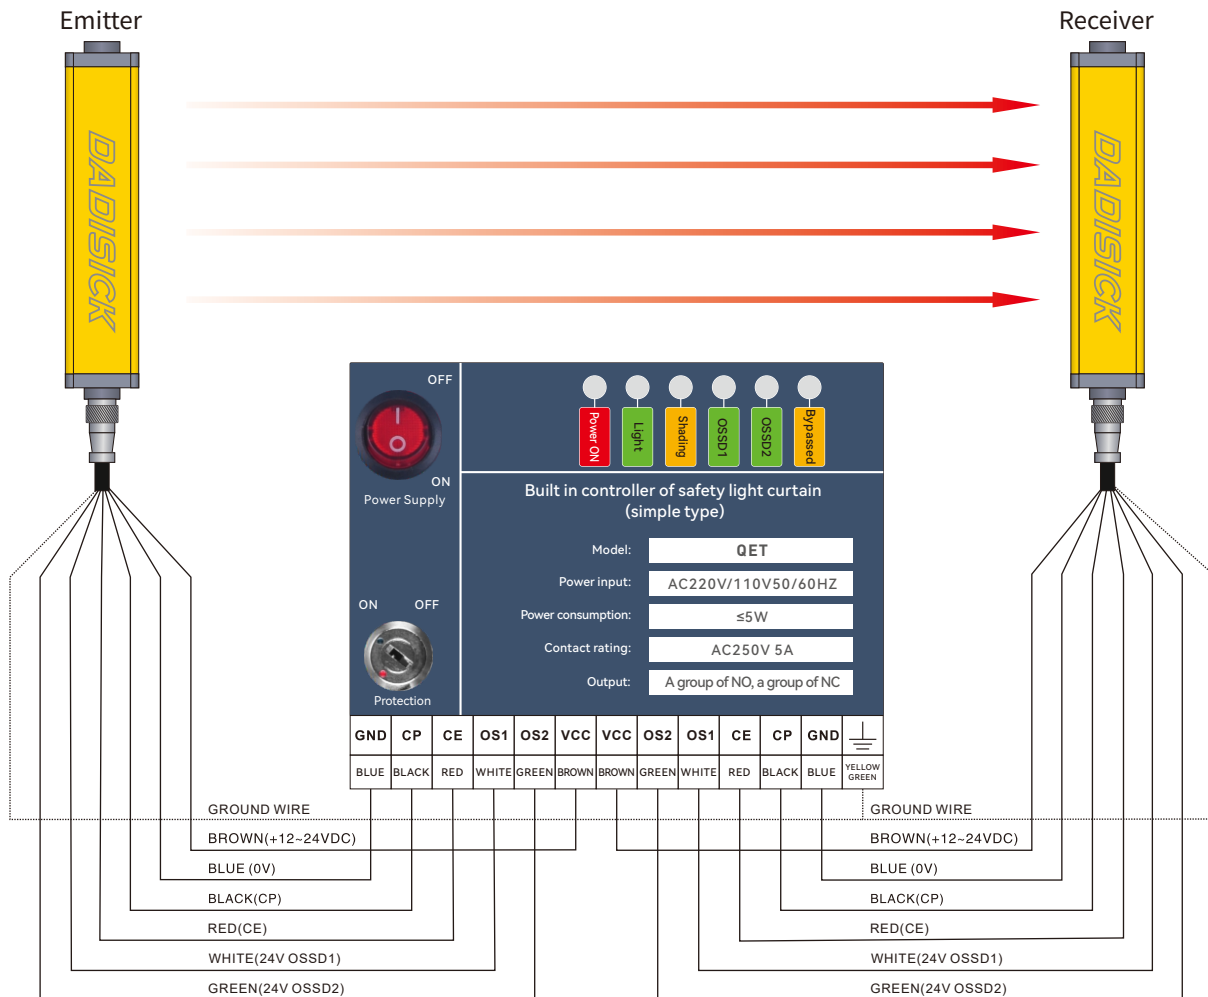 Emitter
Receiver
DADISICK
DADISICK
OFF
ON
Power Supply
ON OFF
Protection
Power ON
Light
Shading
OSSD1
OSSD2
Bypassed
Built in controller of safety light curtain
(simple type)
Model: QET
Power input: AC220V/110V50/60HZ
Power consumption: ≤5W
Contact rating: AC250V 5A
Output: A group of NO, a group of NC
GND CP CE OS1 OS2 VCC VCC OS2 OS1 CE CP GND
BLUE BLACK RED WHITE GREEN BROWN BROWN GREEN WHITE RED BLACK BLUE YELLOW
GREEN
GROUND WIRE
BROWN(+12~24VDC)
BLUE (0V)
BLACK(CP)
RED(CE)
WHITE(24V OSSD1)
GREEN(24V OSSD2)
GROUND WIRE
BROWN(+12~24VDC)
BLUE (0V)
BLACK(CP)
RED(CE)
WHITE(24V OSSD1)
GREEN(24V OSSD2)